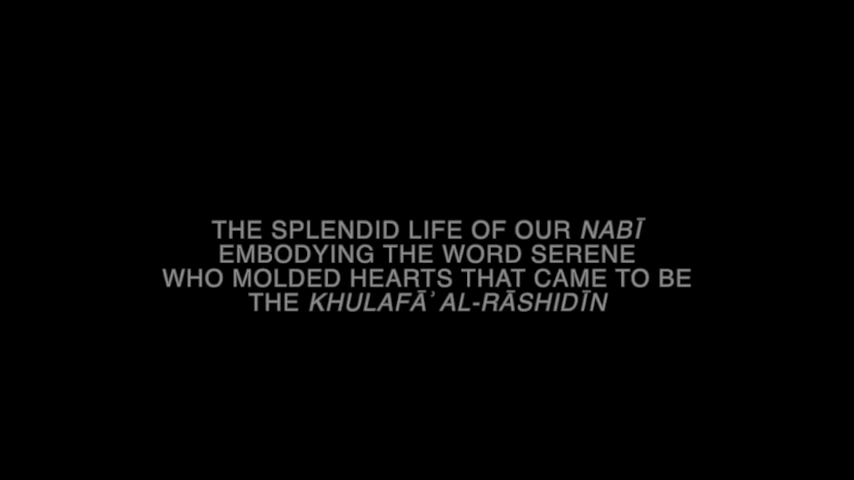 THE SPLENDID LIFE OF OUR NABĪ
EMBODYING THE WORD SERENE
WHO MOLDED HEARTS THAT CAME TO BE
THE KHULAFĀʾ AL-RĀSHIDĪN